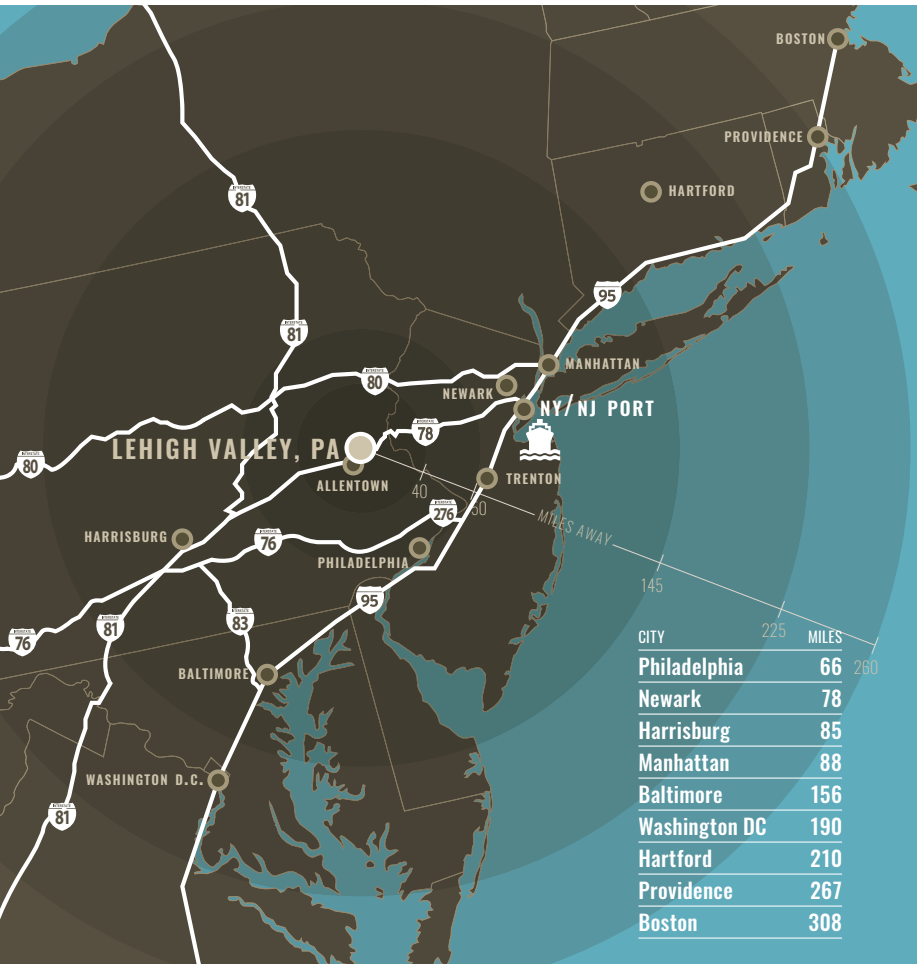 BOSTON
PROVIDENCE
HARTFORD
INTERSTATE
81
95
INTERSTATE
81
MANHATTAN
80
NEWARK
NY/NJ PORT
78
LEHIGH VALLEY, PA
80
ALLENTOWN
40
TRENTON
50
276
MILES AWAY
HARRISBURG
76
PHILADELPHIA
145
95
83
81
76
225
260
BALTIMORE
WASHINGTON D.C.
81
CITY MILES
Philadelphia 66
Newark 78
Harrisburg 85
Manhattan 88
Baltimore 156
Washington DC 190
Hartford 210
Providence 267
Boston 308